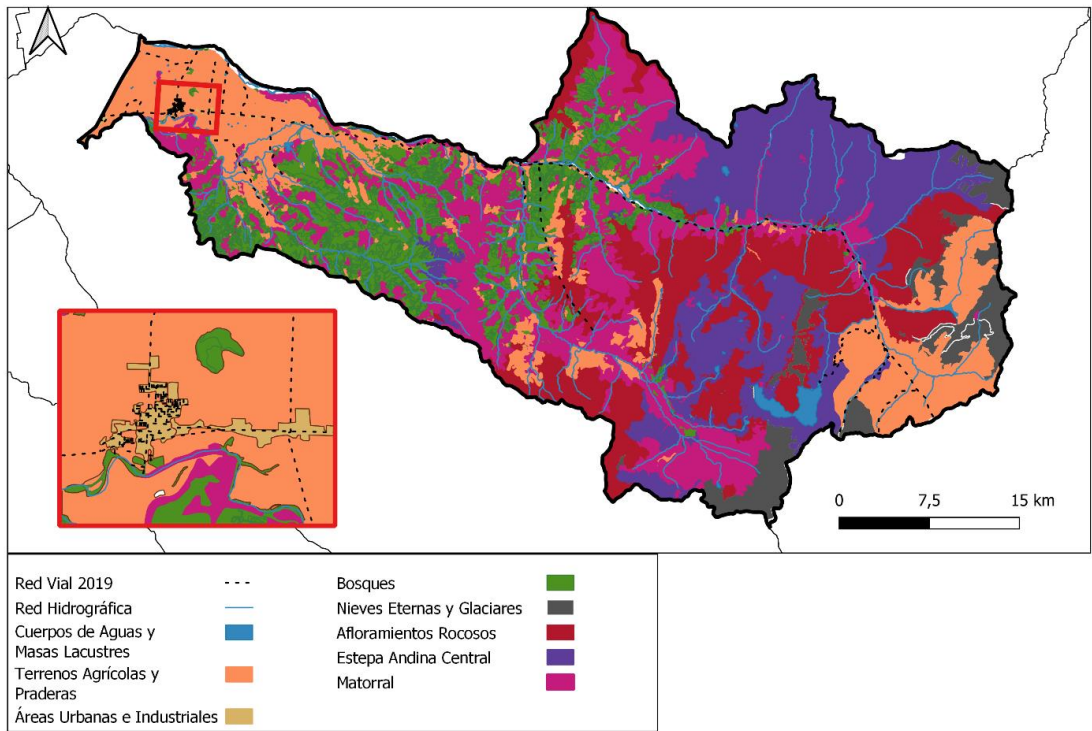 0 7,5 15 km
Red Vial 2019
Red Hidrográfica
Cuerpos de Aguas y
Masas Lacustres
Terrenos Agrícolas y
Praderas
Áreas Urbanas e Industriales
Bosques
Nieves Eternas y Glaciares
Afloramientos Rocosos
Estepa Andina Central
Matorral